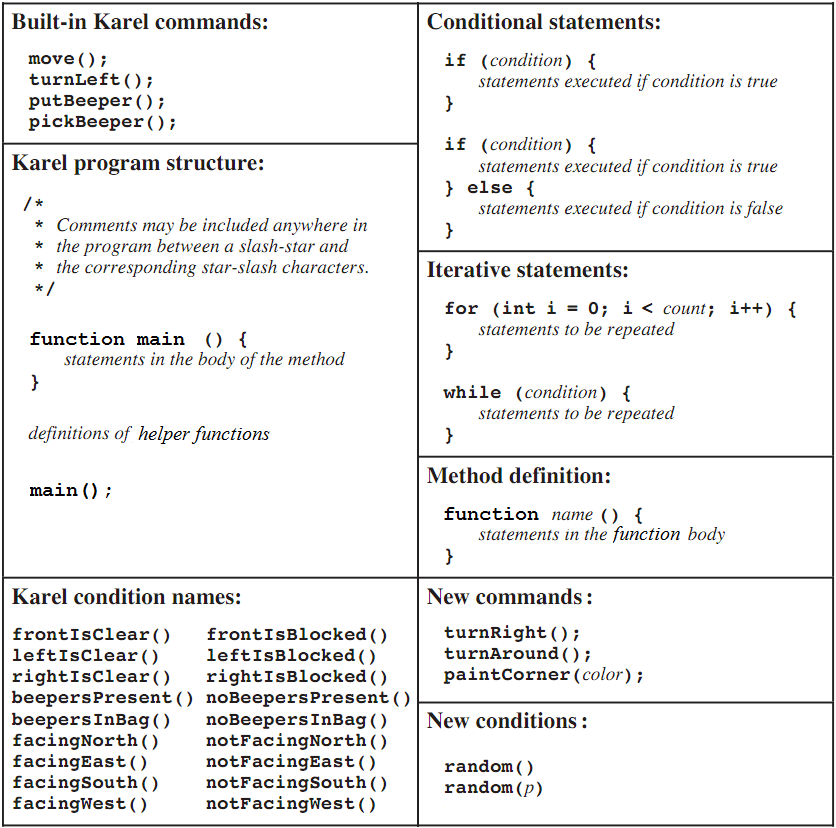 Built-in Karel commands:
move();
turnLeft();
putBeeper();
pickBeeper();
Karel program structure:
/*
* Comments may be included anywhere in
* the program between a slash-star and
* the corresponding star-slash characters.
*/
function main () {
statements in the body of the method
}
definitions of helper functions
main();
Karel condition names:
frontIsClear() frontIsBlocked()
leftIsClear() leftIsBlocked()
rightIsClear() rightIsBlocked()
beepersPresent() noBeepersPresent()
beepersInBag() noBeepersInBag()
facingNorth() notFacingNorth()
facingEast() notFacingEast()
facingSouth() notFacingSouth()
facingWest() notFacingWest()
Conditional statements:
if (condition) {
statements executed if condition is true
}
if (condition) {
statements executed if condition is true
} else {
statements executed if condition is false
}
Iterative statements:
for (int i = 0; i < count; i++) {
statements to be repeated
}
while (condition) {
statements to be repeated
}
Method definition:
function name () {
statements in the function body
}
New commands:
turnRight();
turnAround();
paintCorner(color);
New conditions:
random()
random(p)